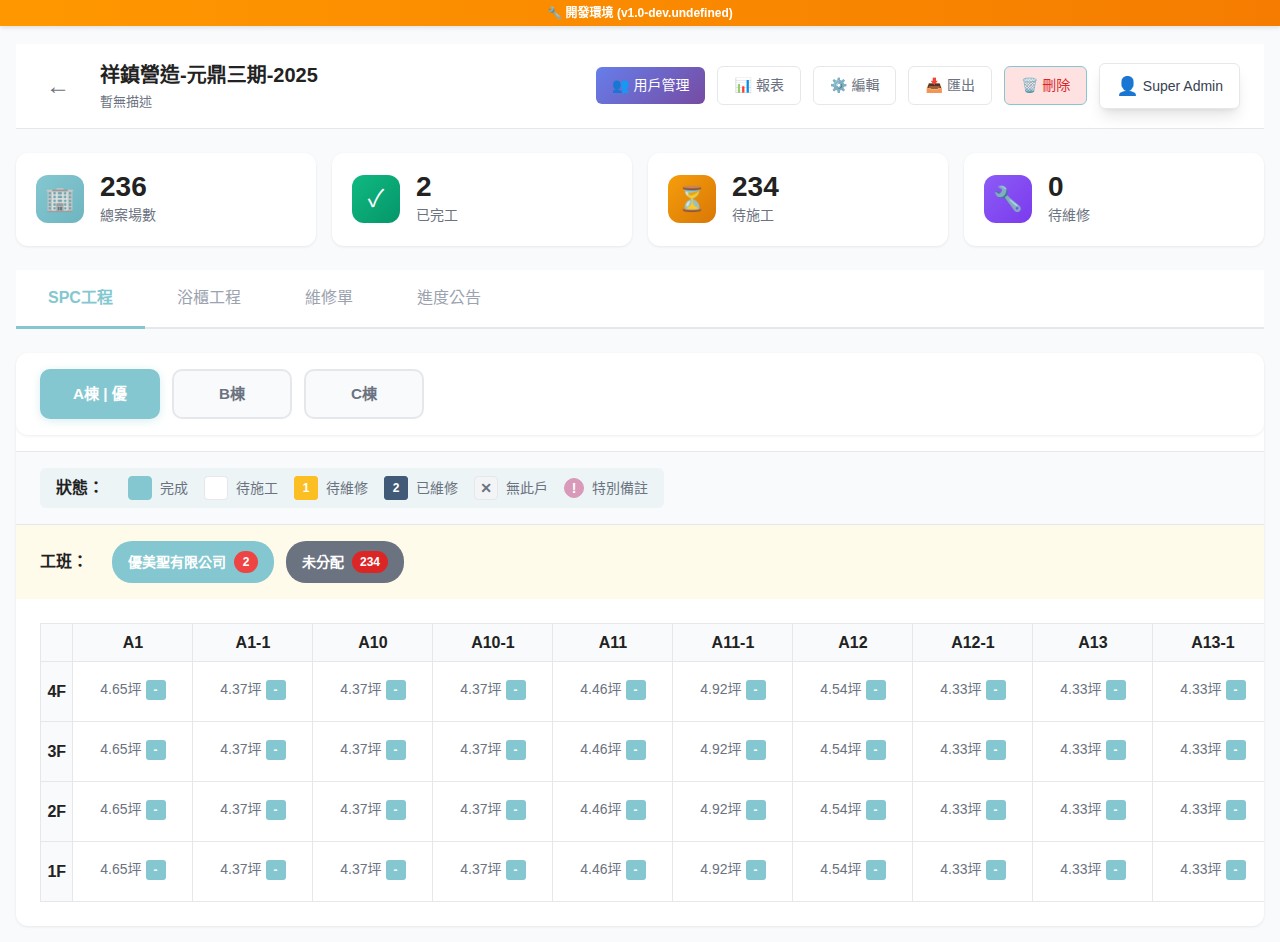 🔧 開發環境 (v1.0-dev.undefined)
← 祥鎮營造-元鼎三期-2025
暫無描述
👥 用戶管理 📊 報表 ⚙️ 編輯 📥 匯出 🗑️ 刪除 👤 Super Admin
236
總案場數
2
已完工
234
待施工
0
待維修
SPC工程 浴櫃工程 維修單 進度公告
A棟 | 優 B棟 C棟
狀態： 完成 待施工 1 待維修 2 已維修 ✕ 無此戶 ! 特別備註
工班： 優美聖有限公司 2 未分配 234
A1 A1-1 A10 A10-1 A11 A11-1 A12 A12-1 A13 A13-1
4F 4.65坪 - 4.37坪 - 4.37坪 - 4.37坪 - 4.46坪 - 4.92坪 - 4.54坪 - 4.33坪 - 4.33坪 - 4.33坪 -
3F 4.65坪 - 4.37坪 - 4.37坪 - 4.37坪 - 4.46坪 - 4.92坪 - 4.54坪 - 4.33坪 - 4.33坪 - 4.33坪 -
2F 4.65坪 - 4.37坪 - 4.37坪 - 4.37坪 - 4.46坪 - 4.92坪 - 4.54坪 - 4.33坪 - 4.33坪 - 4.33坪 -
1F 4.65坪 - 4.37坪 - 4.37坪 - 4.37坪 - 4.46坪 - 4.92坪 - 4.54坪 - 4.33坪 - 4.33坪 - 4.33坪 -